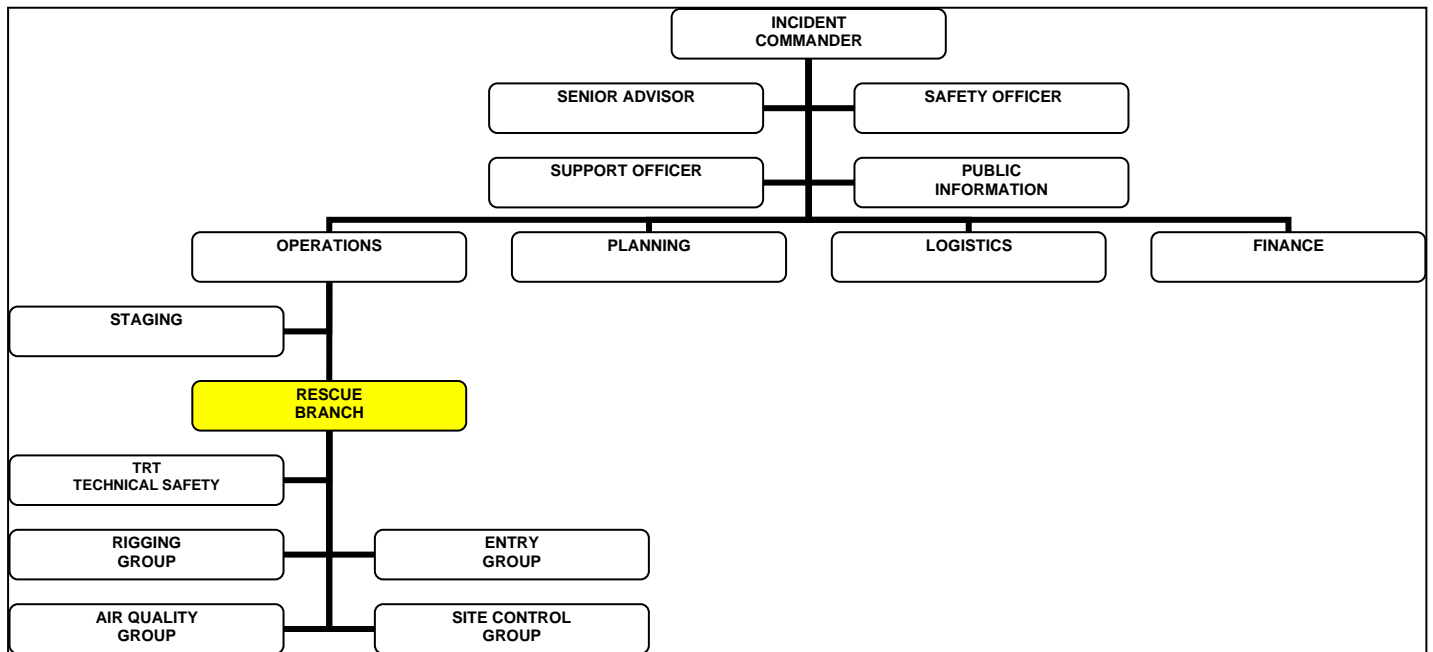 INCIDENT
COMMANDER
SENIOR ADVISOR
SAFETY OFFICER
SUPPORT OFFICER
PUBLIC
INFORMATION
OPERATIONS
PLANNING
LOGISTICS
FINANCE
STAGING
RESCUE
BRANCH
TRT
TECHNICAL SAFETY
RIGGING
GROUP
ENTRY
GROUP
AIR QUALITY
GROUP
SITE CONTROL
GROUP